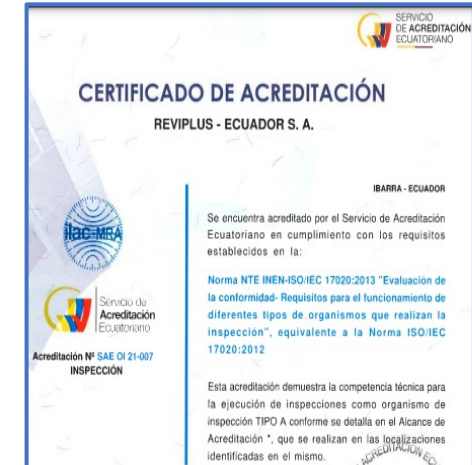 SERVICIO
DE ACREDITACIÓN
ECUATORIANO
CERTIFICADO DE ACREDITACIÓN
REVIPLUS - ECUADOR S. A.
IBARRA - ECUADOR
ilac-MRA
Servicio de
Acreditación
Ecuatoriano
Acreditación Nº SAE OI 21-007
INSPECCIÓN
Se encuentra acreditado por el Servicio de Acreditación
Ecuatoriano en cumplimiento con los requisitos
establecidos en la:
Norma NTE INEN-ISO/IEC 17020:2013 "Evaluación de
la conformidad- Requisitos para el funcionamiento de
diferentes tipos de organismos que realizan la
inspección", equivalente a la Norma ISO/IEC
17020:2012
Esta acreditación demuestra la competencia técnica para
la ejecución de inspecciones como organismo de
inspección TIPO A conforme se detalla en el Alcance de
Acreditación *, que se realizan en las localizaciones
identificadas en el mismo.
ACREDITACIÓN